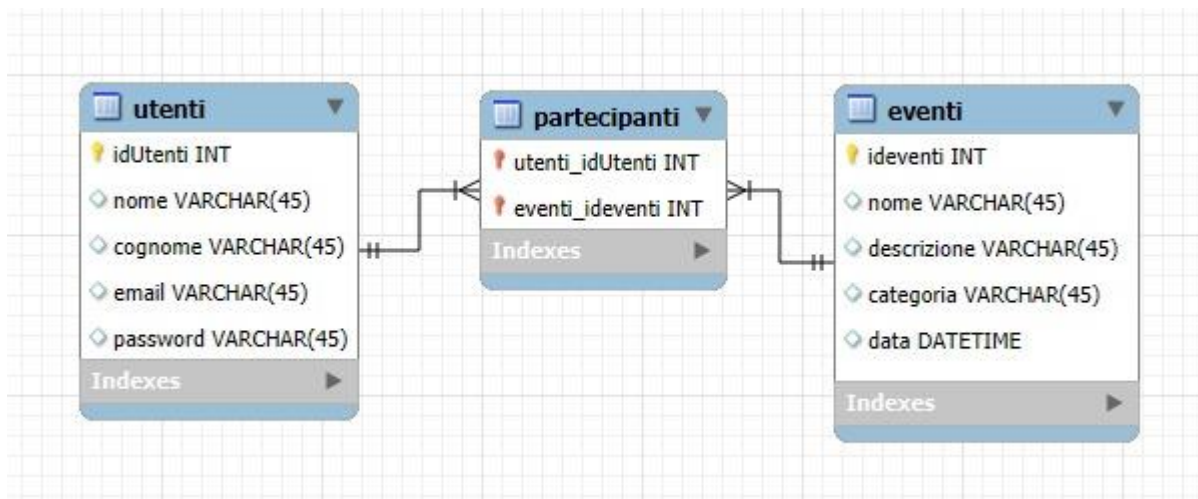 utenti
idUtenti INT
nome VARCHAR(45)
cognome VARCHAR(45)
email VARCHAR(45)
password VARCHAR(45)
Indexes
partecipanti
utenti_idUtenti INT
eventi_ideventi INT
Indexes
eventi
ideventi INT
nome VARCHAR(45)
descrizione VARCHAR(45)
categoria VARCHAR(45)
data DATETIME
Indexes